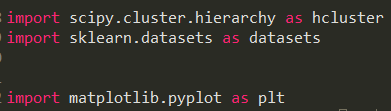 import scipy.cluster.hierarchy as hcluster
import sklearn.datasets as datasets
import matplotlib.pyplot as plt